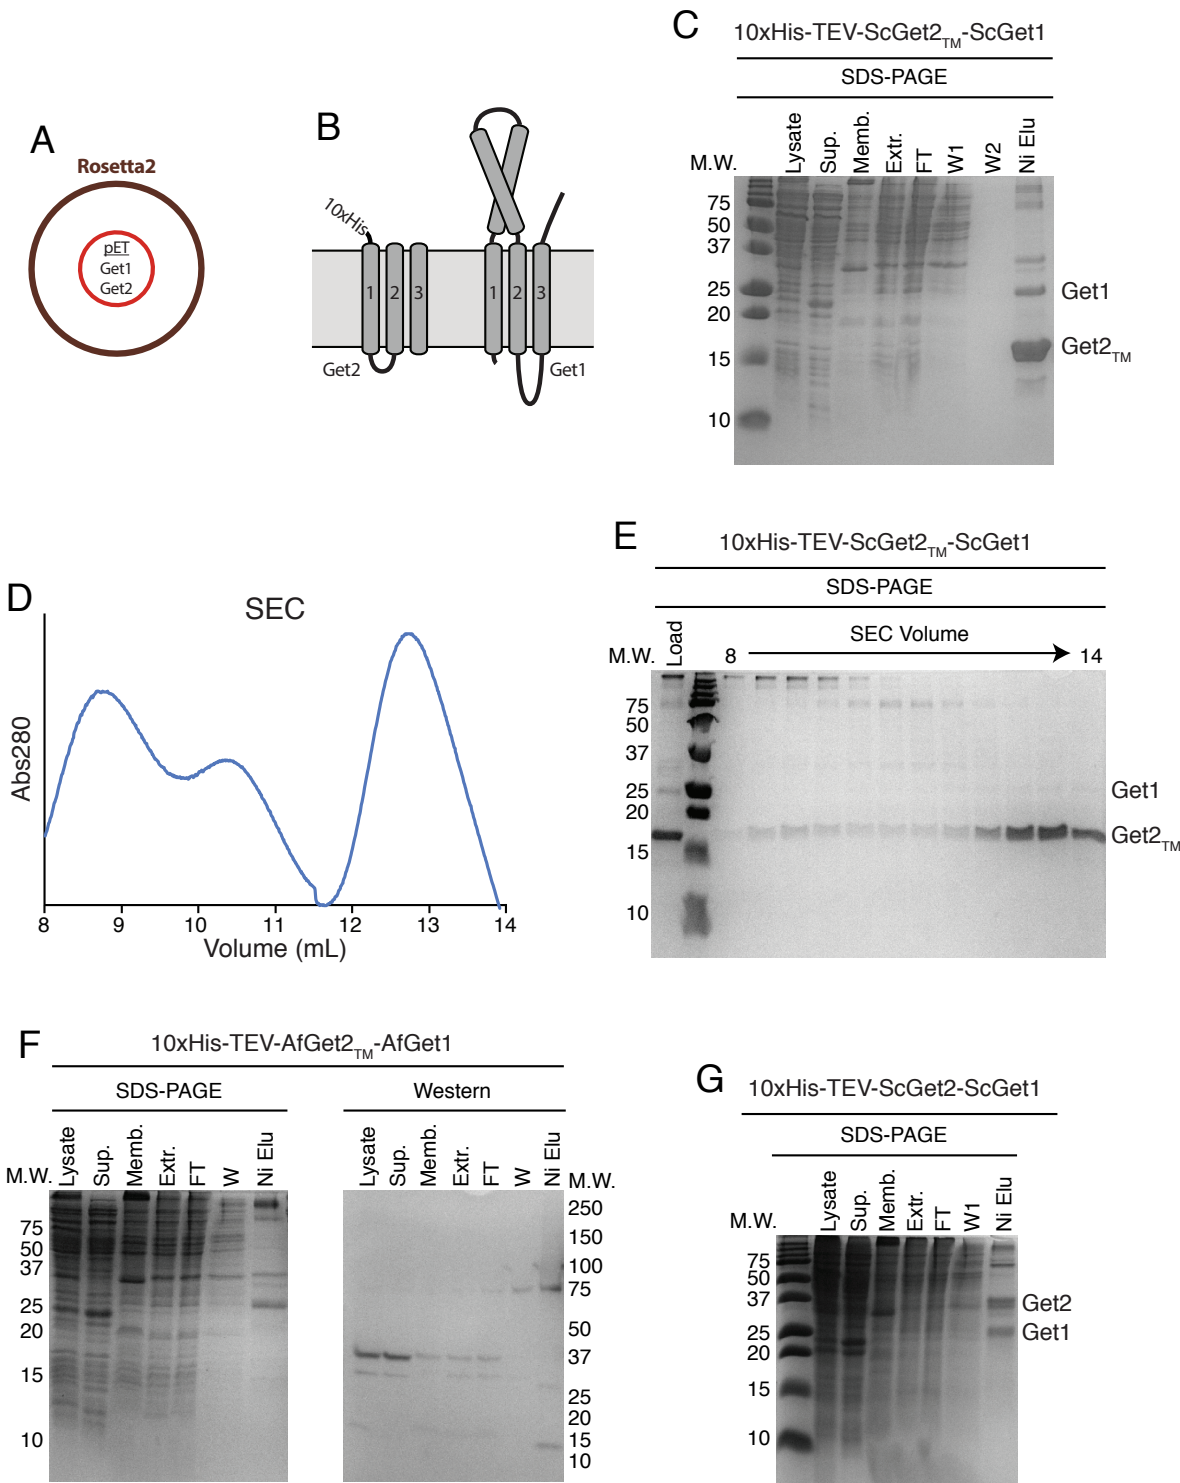 A
Rosetta2
pET
Get1
Get2
B
10xHis
1
2
3
1
2
3
Get2
Get1
C
10xHis-TEV-ScGet2TM-ScGet1
SDS-PAGE
M.W.
Lysate
Sup.
Memb.
Extr.
FT
W1
W2
Ni Elu
75
50
37
25
20
15
10
Get1
Get2TM
D
SEC
Abs280
8
9
10
11
12
13
14
Volume (mL)
E
10xHis-TEV-ScGet2TM-ScGet1
SDS-PAGE
SEC Volume
M.W.
Load
8
14
75
50
37
25
20
15
10
Get1
Get2TM
F
10xHis-TEV-AfGet2TM-AfGet1
SDS-PAGE
Western
M.W.
Lysate
Sup.
Memb.
Extr.
FT
W
Ni Elu
75
50
37
25
20
15
10
Lysate
Sup.
Memb.
Extr.
FT
W
Ni Elu
M.W.
250
150
100
75
50
37
25
20
15
10
G
10xHis-TEV-ScGet2-ScGet1
SDS-PAGE
M.W.
Lysate
Sup.
Memb.
Extr.
FT
W1
Ni Elu
75
50
37
25
20
15
10
Get2
Get1